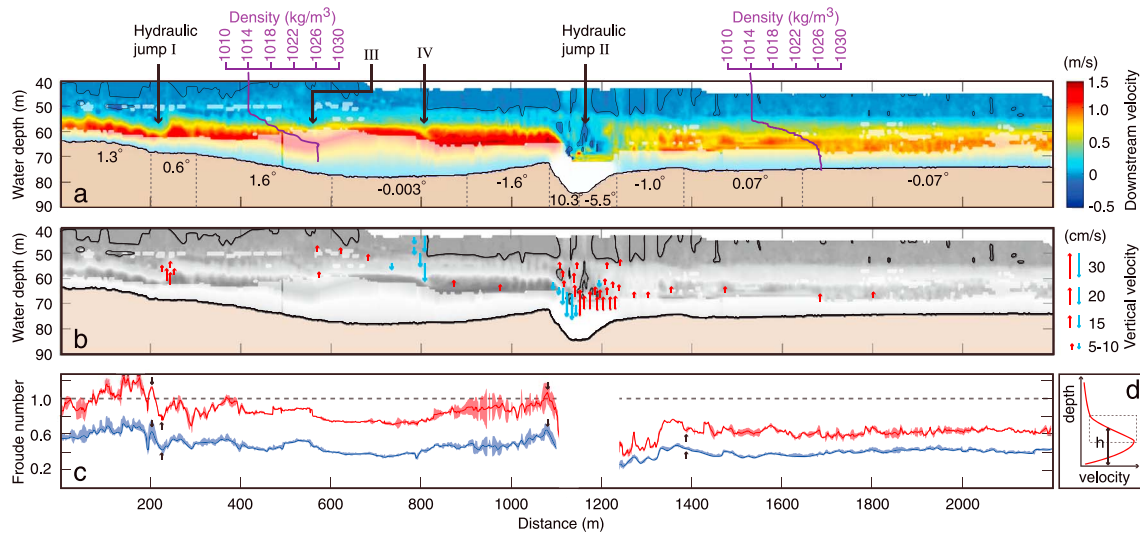 Density (kg/m³)
1010
1014
1018
1022
1026
1030
Hydraulic
jump I
III
IV
Hydraulic
jump II
Density (kg/m³)
1010
1014
1018
1022
1026
1030
(m/s)
1.5
1.0
0.5
0
-0.5
Downstream velocity
Water depth (m)
40
50
60
70
80
90
1.3°
0.6°
1.6°
-0.003°
-1.6°
10.3°
-5.5°
-1.0°
0.07°
-0.07°
a
Water depth (m)
40
50
60
70
80
90
b
(cm/s)
30
20
15
5-10
Vertical velocity
Froude number
1.0
0.6
0.2
c
200
400
600
800
1000
1200
1400
1600
1800
2000
Distance (m)
d
depth
h
velocity